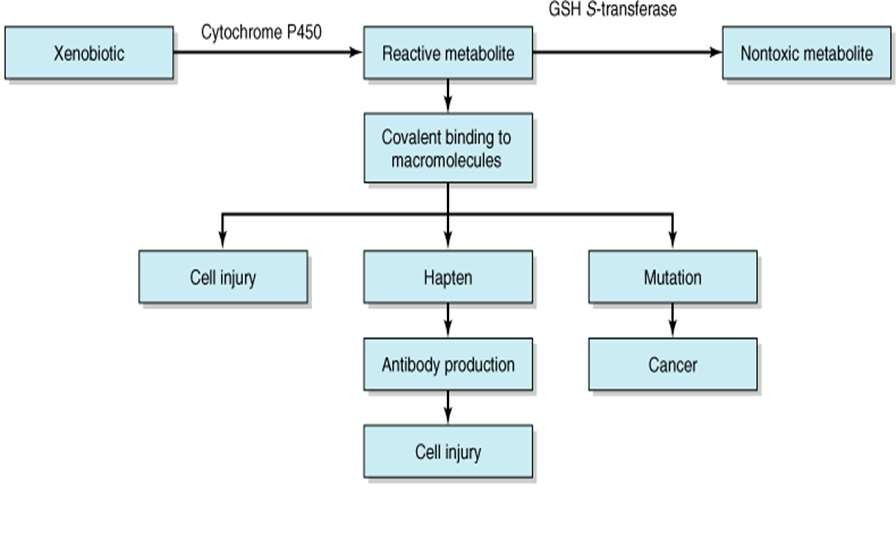 GSH S-transferase
Cytochrome P450
Xenobiotic
Reactive metabolite
Nontoxic metabolite
Covalent binding to
macromolecules
Cell injury
Hapten
Mutation
Antibody production
Cancer
Cell injury